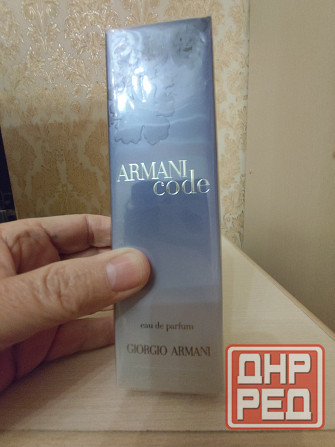 ARMANI
code
eau de parfum
GIORGIO ARMANI
ДНР
РЕД